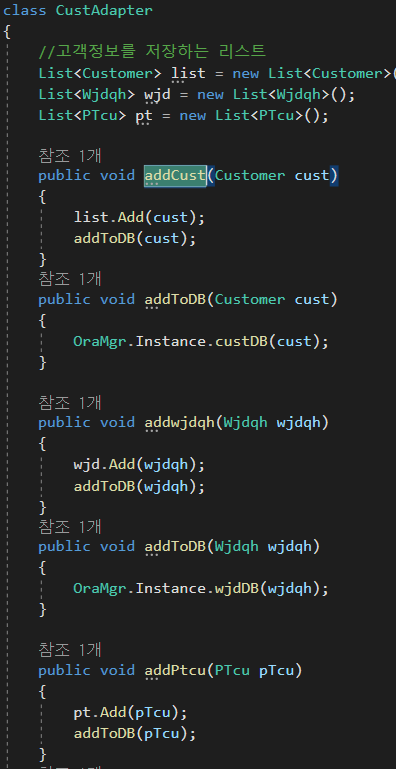 class CustAdapter
{
//고객정보를 저장하는 리스트
List<Customer> list = new List<Customer>(
List<Wjdqh> wjd = new List<Wjdqh>();
List<PTcu> pt = new List<PTcu>();
참조 1개
public void addCust(Customer cust)
{
list.Add(cust);
addToDB(cust);
}
참조 1개
public void addToDB(Customer cust)
{
OraMgr.Instance.custDB(cust);
}
참조 1개
public void addwjdqh(Wjdqh wjdqh)
{
wjd.Add(wjdqh);
addToDB(wjdqh);
}
참조 1개
public void addToDB(Wjdqh wjdqh)
{
OraMgr.Instance.wjdDB(wjdqh);
}
참조 1개
public void addPtcu(PTcu pTcu)
{
pt.Add(pTcu);
addToDB(pTcu);
}